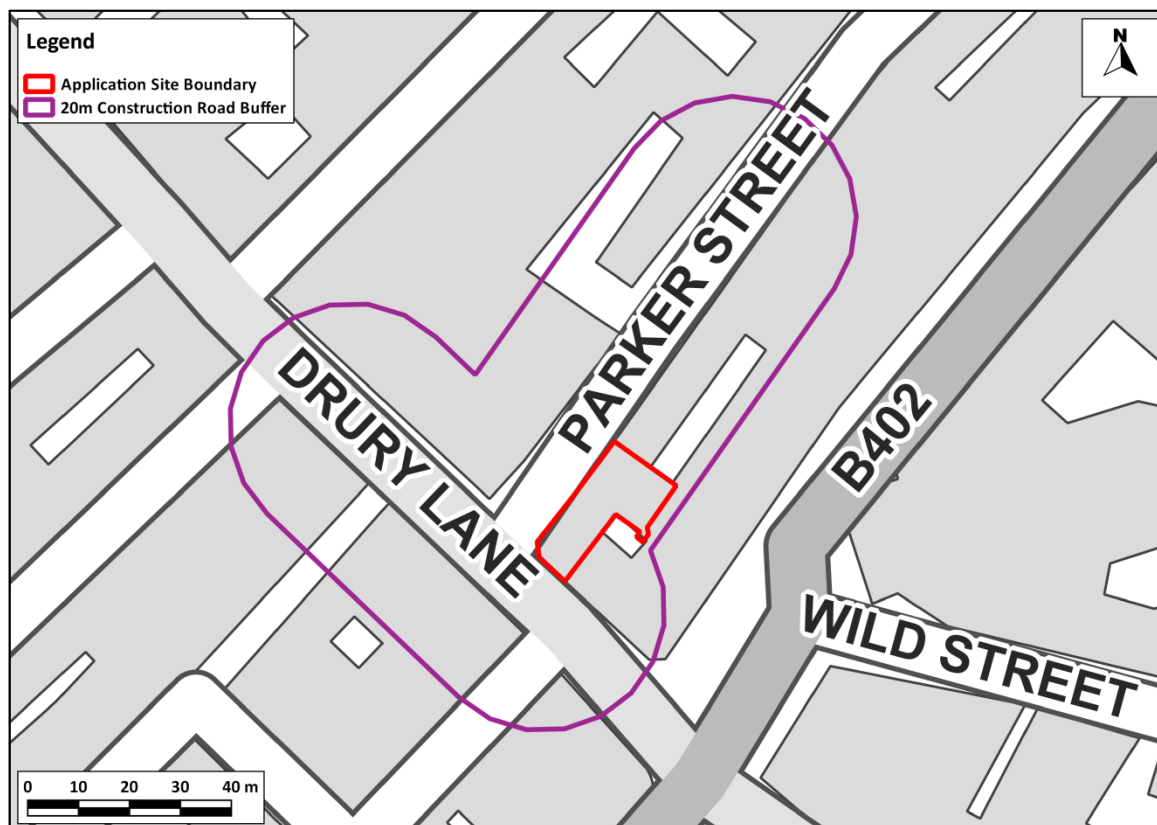 Legend
Application Site Boundary
20m Construction Road Buffer
N
PARKER STREET
DRURY LANE
B402
WILD STREET
0 10 20 30 40 m